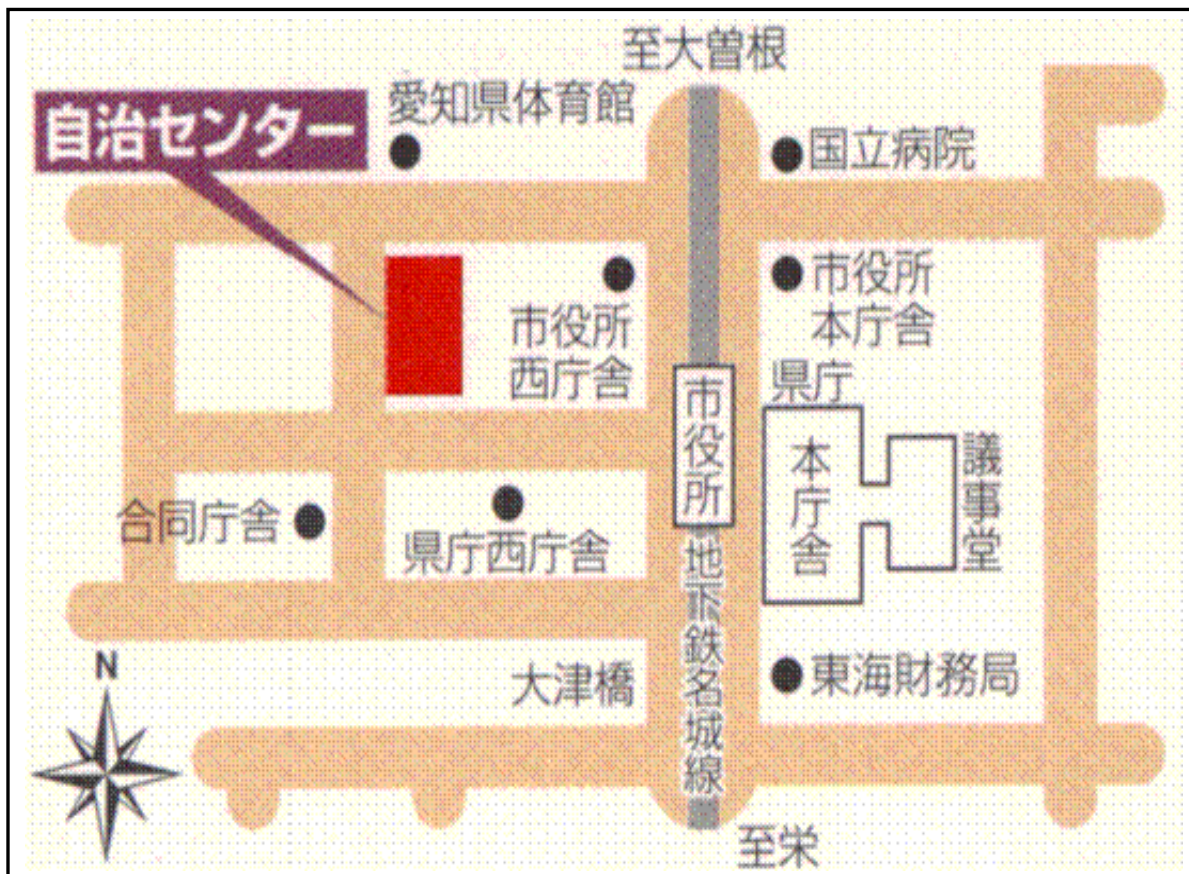 至大曽根
愛知県体育館
自治センター
国立病院
市役所
西庁舎
市役所
本庁舎
県庁
市役所
本庁舎
議事堂
合同庁舎
県庁西庁舎
地下鉄名城線
N
大津橋
東海財務局
至栄